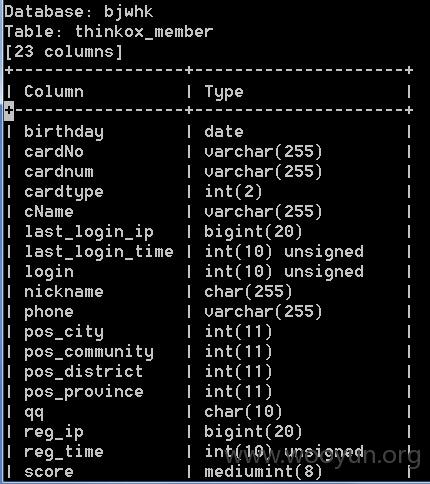 Database: bjwhk
Table: thinkox_member
[23 columns]
+-----------------+---------------------+
| Column | Type |
+-----------------+---------------------+
| birthday | date |
| cardNo | varchar(255) |
| cardnum | varchar(255) |
| cardtype | int(2) |
| cName | varchar(255) |
| last_login_ip | bigint(20) |
| last_login_time | int(10) unsigned |
| login | int(10) unsigned |
| nickname | char(255) |
| phone | varchar(255) |
| pos_city | int(11) |
| pos_community | int(11) |
| pos_district | int(11) |
| pos_province | int(11) |
| qq | char(10) |
| reg_ip | bigint(20) |
| reg_time | int(10) unsigned |
| score | mediumint(8) |
www.wooyun.org